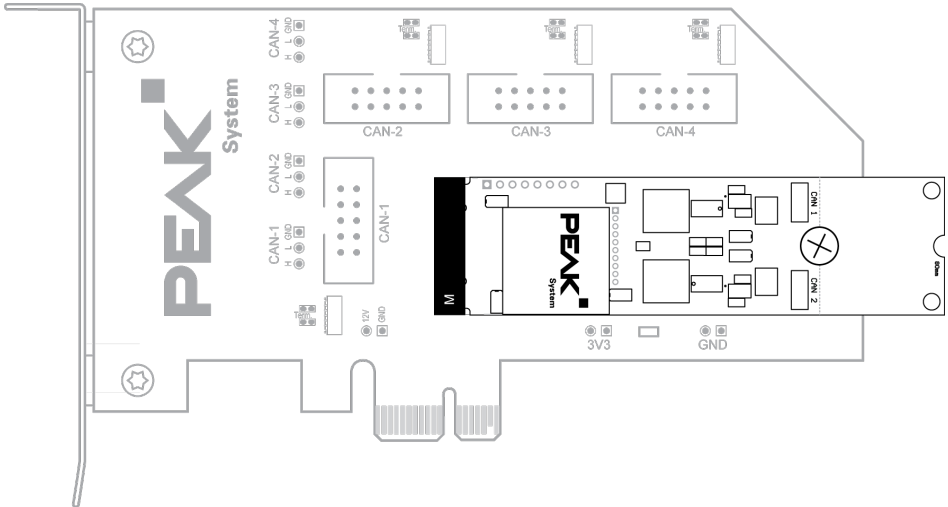 PEAK
System
CAN-4
GND
L
H
CAN-3
GND
L
H
CAN-2
GND
L
H
CAN-1
GND
L
H
Term.
Term.
Term.
CAN-2
CAN-3
CAN-4
CAN-1
Term.
12V
GND
M
PEAK
System
CAN 1
CAN 2
3V3
GND